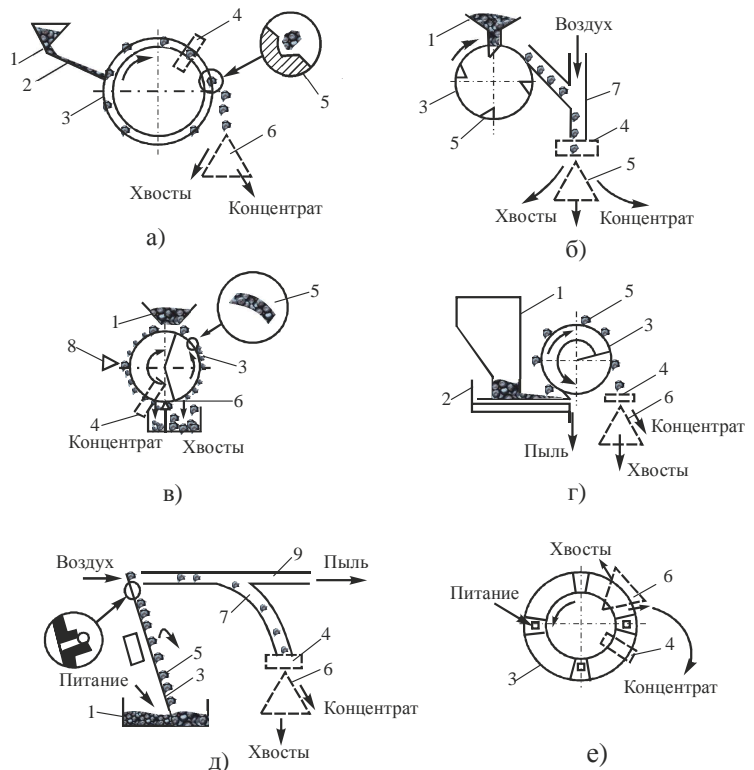 1
2
3
4
5
6
Хвосты
Концентрат
а)
Воздух
1
3
5
7
4
5
Хвосты
Концентрат
б)
1
5
8
3
4
6
Концентрат
Хвосты
в)
1
5
3
2
4
6
Концентрат
Пыль
Хвосты
г)
Воздух
9
Пыль
7
5
4
6
Питание
3
1
Концентрат
Хвосты
д)
Хвосты
6
Питание
4
3
Концентрат
е)